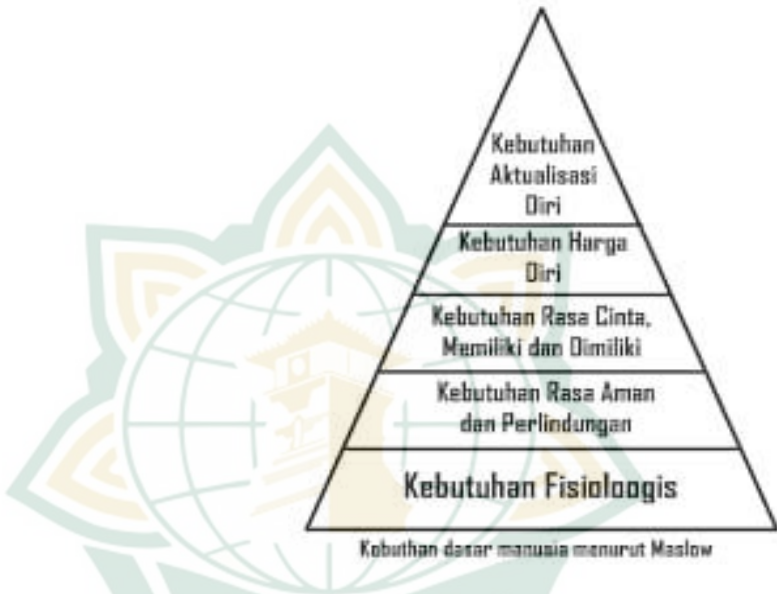 Kebutuhan
Aktualisasi
Diri
Kebutuhan Harga
Diri
Kebutuhan Rasa Cinta,
Memiliki dan Dimiliki
Kebutuhan Rasa Aman
dan Perlindungan
Kebutuhan Fisioloogis
Kobuthan dasar manusia menurut Maslow